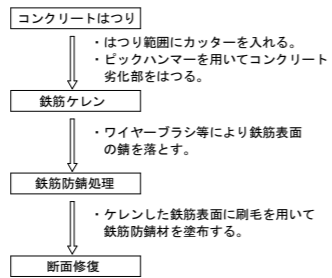 コンクリートはつり
・はつり範囲にカッターを入れる。
・ピックハンマーを用いてコンクリート
劣化部をはつる。
鉄筋ケレン
・ワイヤーブラシ等により鉄筋表面
の錆を落とす。
鉄筋防錆処理
・ケレンした鉄筋表面に刷毛を用いて
鉄筋防錆材を塗布する。
断面修復